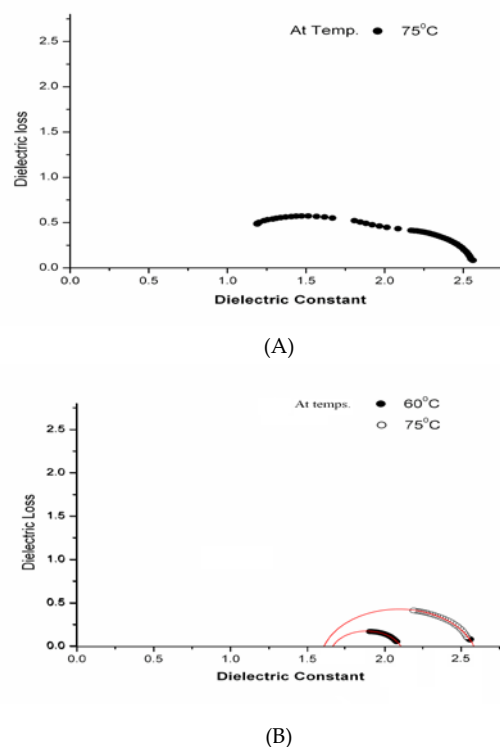 At Temp. ● 75°C
2.5
2.0
1.5
1.0
0.5
0.0
Dielectric loss
0.0 0.5 1.0 1.5 2.0 2.5
Dielectric Constant
(A)
At temps. ● 60°C
○ 75°C
2.5
2.0
1.5
1.0
0.5
0.0
Dielectric Loss
0.0 0.5 1.0 1.5 2.0 2.5
Dielectric Constant
(B)